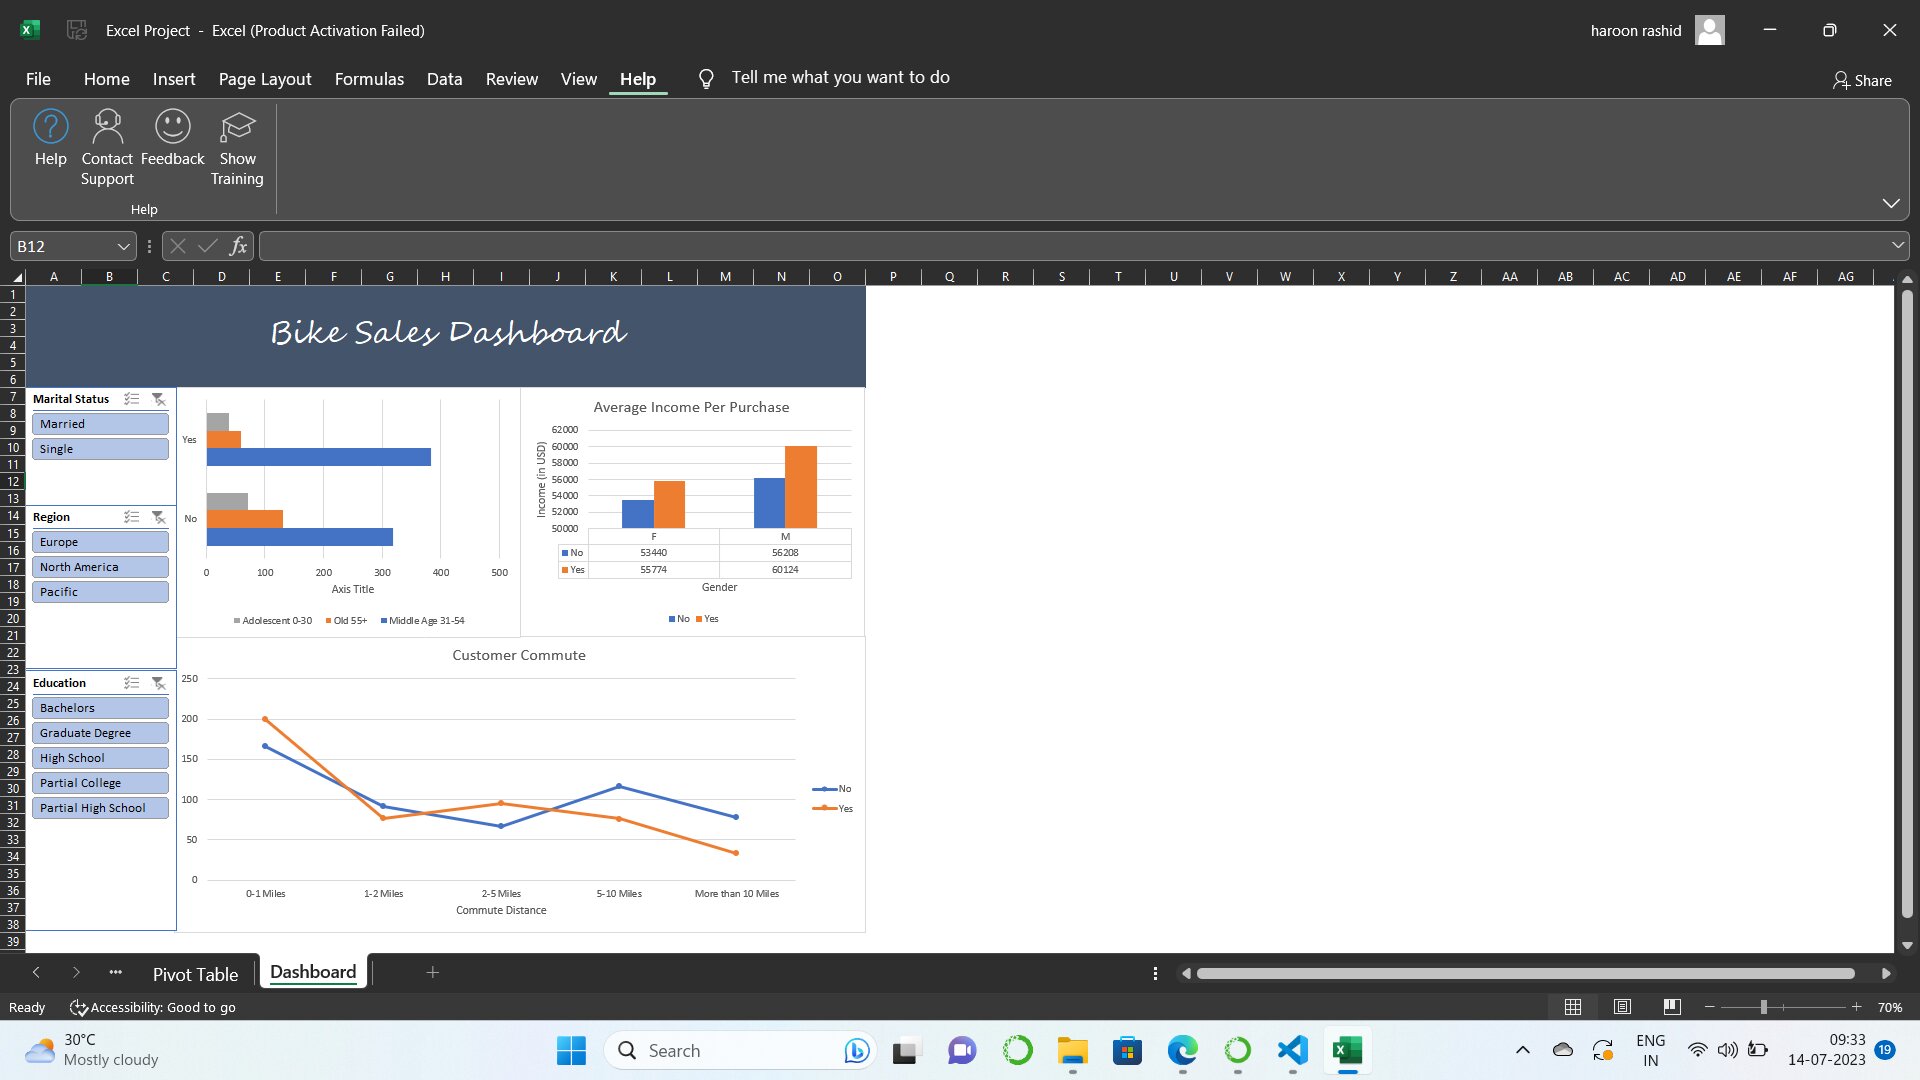 Excel Project - Excel (Product Activation Failed)
haroon rashid
File Home Insert Page Layout Formulas Data Review View Help Tell me what you want to do
Share
Help Contact Support Feedback Show Training
Help
B12
fx
A B C D E F G H I J K L M N O P Q R S T U V W X Y Z AA AB AC AD AE AF AG
1
2
3
4
5
6
7
8
9
10
11
12
13
14
15
16
17
18
19
20
21
22
23
24
25
26
27
28
29
30
31
32
33
34
35
36
37
38
39
Bike Sales Dashboard
Marital Status
Married
Single
Region
Europe
North America
Pacific
Education
Bachelors
Graduate Degree
High School
Partial College
Partial High School
Yes
No
0 100 200 300 400 500
Axis Title
Adolescent 0-30 Old 55+ Middle Age 31-54
Average Income Per Purchase
Income (in USD)
62000
60000
58000
56000
54000
52000
50000
F M
No 53440 56208
Yes 55774 60124
Gender
No Yes
Customer Commute
250
200
150
100
50
0
0-1 Miles 1-2 Miles 2-5 Miles 5-10 Miles More than 10 Miles
Commute Distance
No
Yes
Pivot Table Dashboard
Ready Accessibility: Good to go
70%
30°C
Mostly cloudy
Search
ENG
IN
09:33
14-07-2023
19